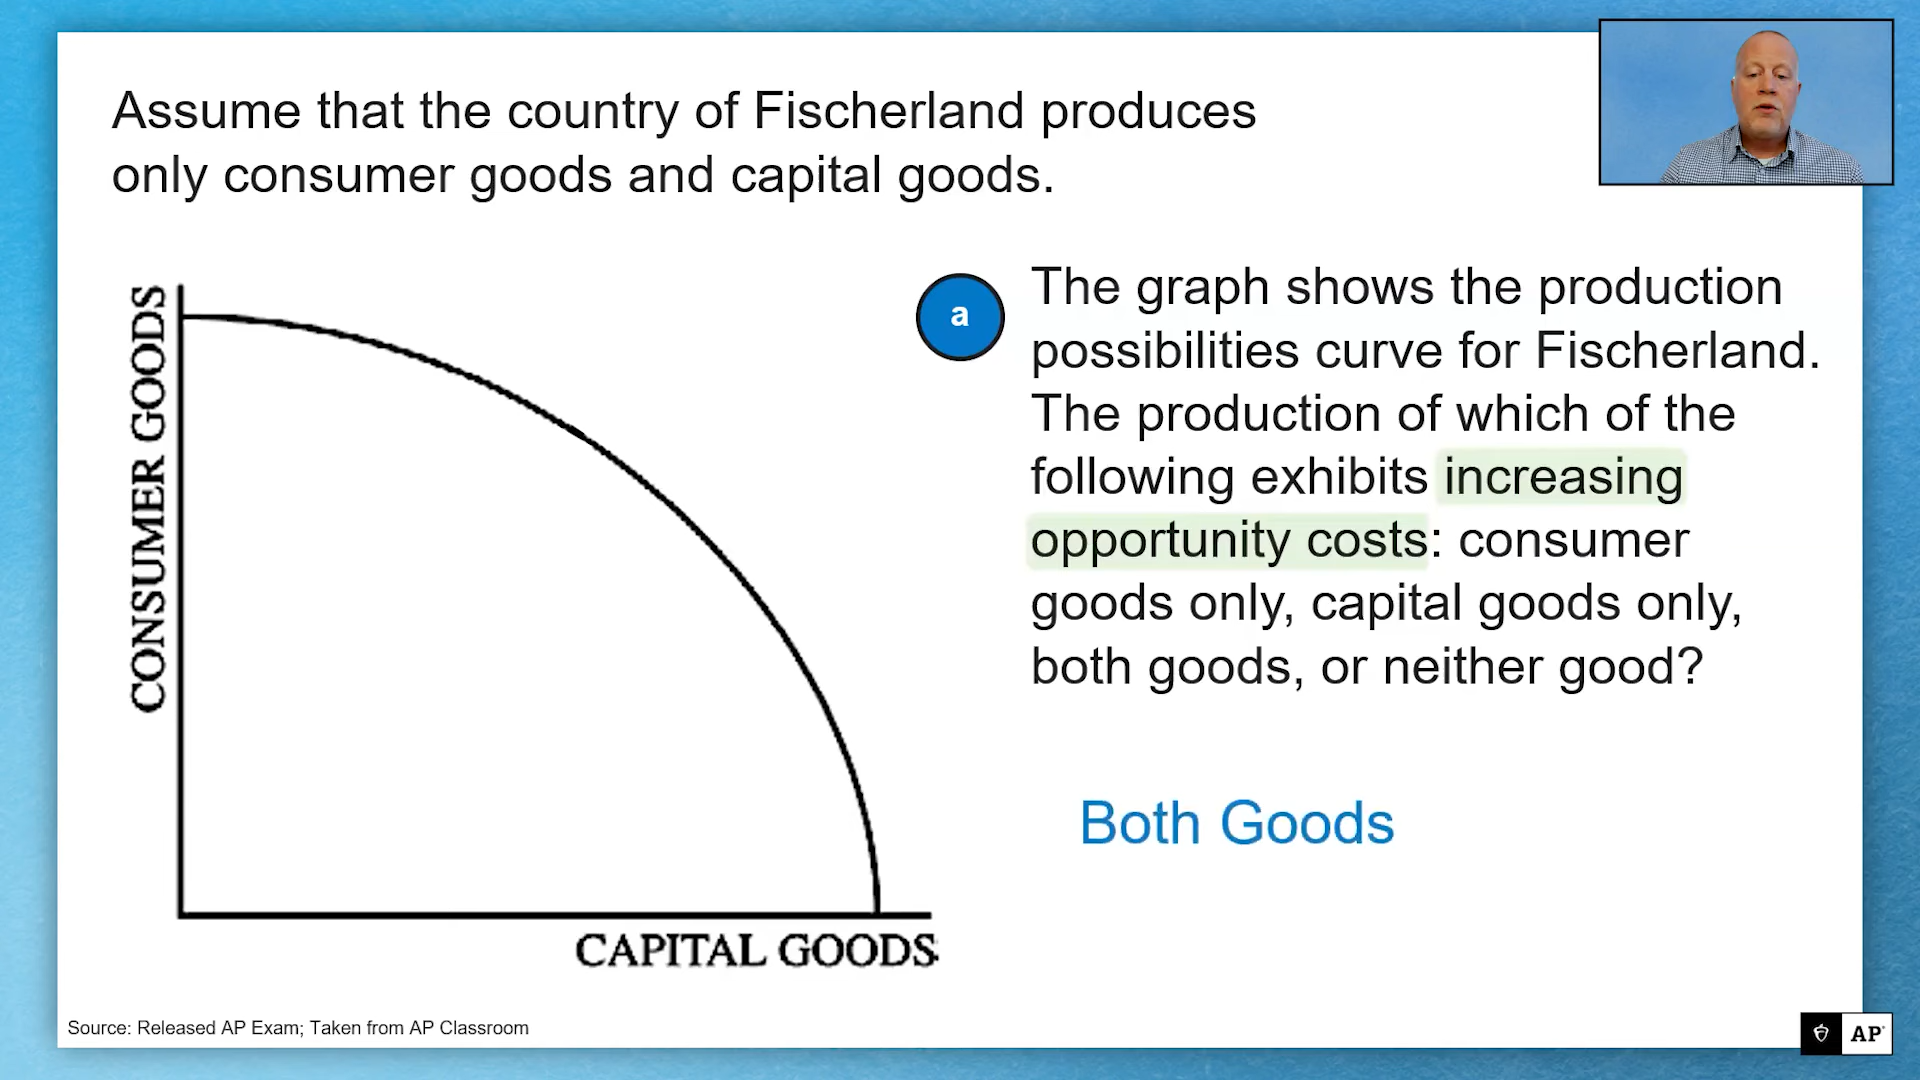 Assume that the country of Fischerland produces
only consumer goods and capital goods.
CONSUMER GOODS
CAPITAL GOODS
a
The graph shows the production
possibilities curve for Fischerland.
The production of which of the
following exhibits increasing
opportunity costs: consumer
goods only, capital goods only,
both goods, or neither good?
Both Goods
Source: Released AP Exam; Taken from AP Classroom
AP